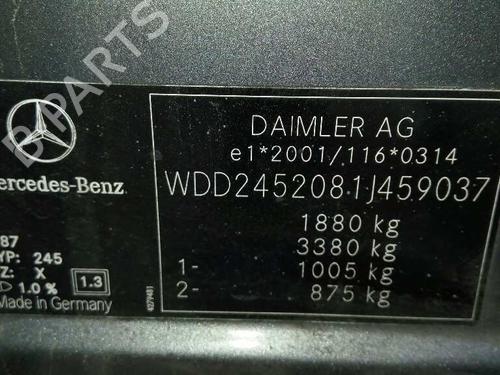 DAIMLER AG
e1*2001/116*0314
WDD2452081J459037
1880 kg
3380 kg
1- 1005 kg
2- 875 kg
ercedes-Benz
87
YP: 245
Z: X
D 1.0 % 1.3
Made in Germany
B-PARTS